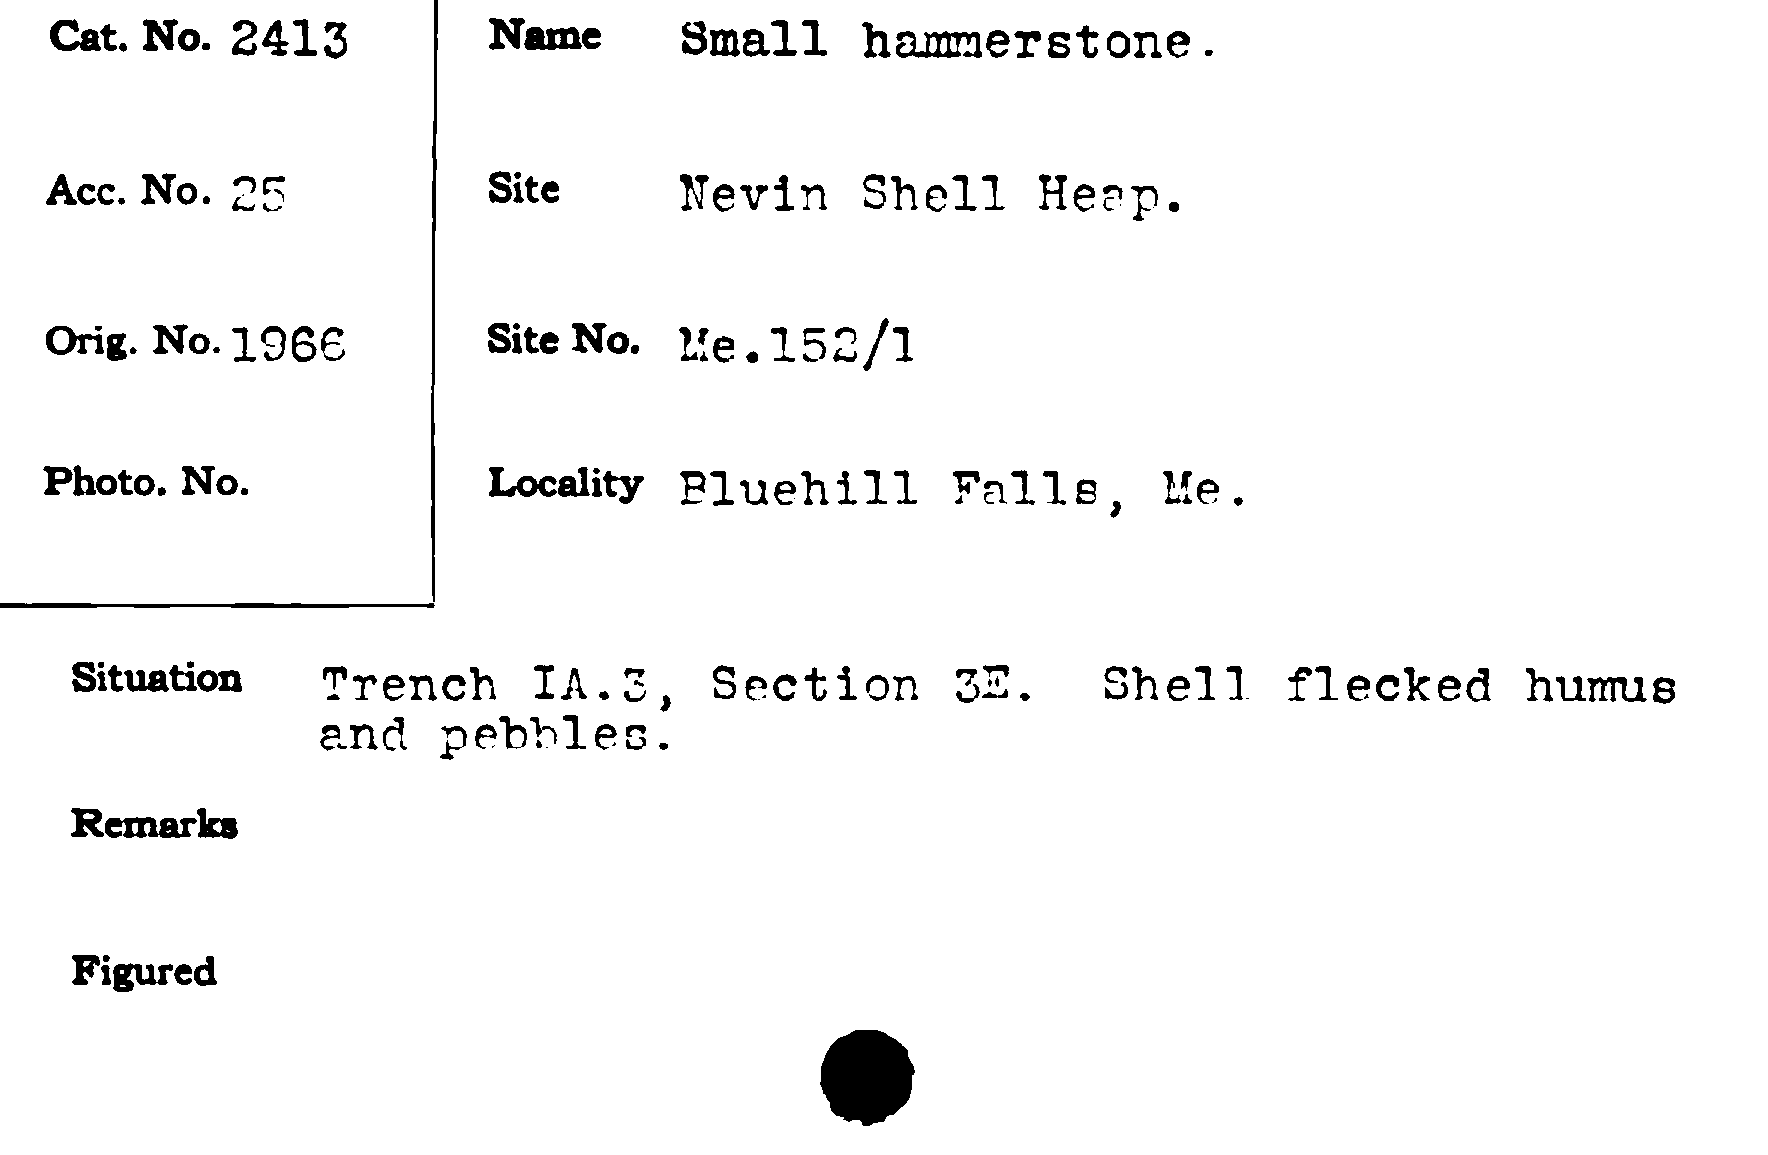 Cat. No. 2413 Name Small hammerstone.
Acc. No. 25 Site Nevin Shell Heap.
Orig. No. 1966 Site No. Me.152/1
Photo. No. Locality Bluehill Falls, Me.
Situation Trench IA.3, Section 3E. Shell flecked humus
and pebbles.
Remarks
Figured